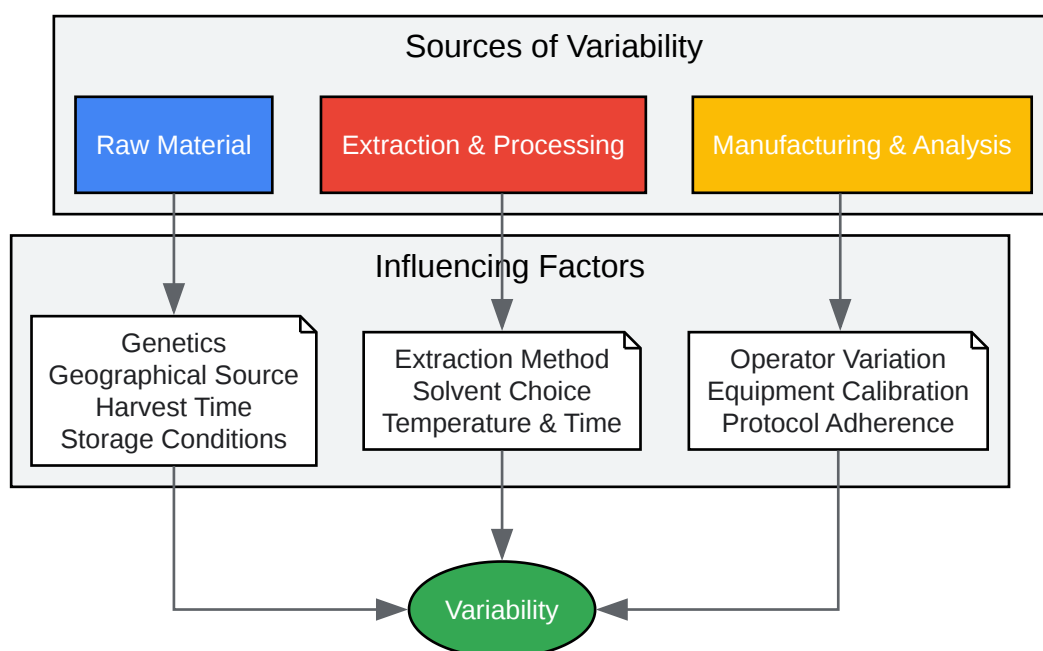 Sources of Variability
Raw Material
Extraction & Processing
Manufacturing & Analysis
Influencing Factors
Genetics
Geographical Source
Harvest Time
Storage Conditions
Extraction Method
Solvent Choice
Temperature & Time
Operator Variation
Equipment Calibration
Protocol Adherence
Variability